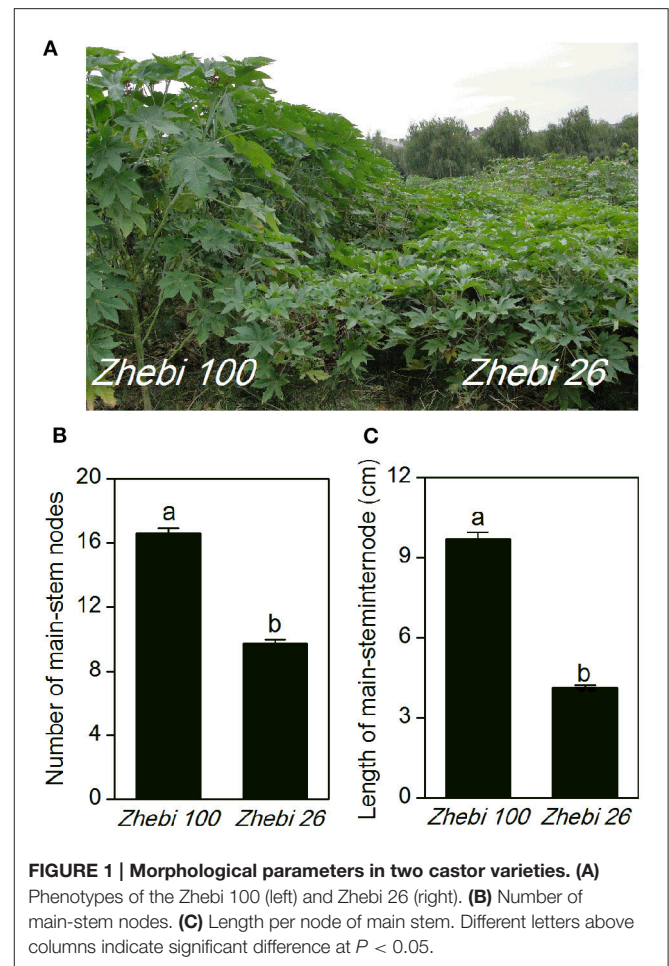 A
Zhebi 100
Zhebi 26
B
20
16
12
8
4
0
Number of main-stem nodes
a
b
Zhebi 100
Zhebi 26
C
12
9
6
3
0
Length of main-steminternode (cm)
a
b
Zhebi 100
Zhebi 26
FIGURE 1 | Morphological parameters in two castor varieties. (A)
Phenotypes of the Zhebi 100 (left) and Zhebi 26 (right). (B) Number of
main-stem nodes. (C) Length per node of main stem. Different letters above
columns indicate significant difference at P < 0.05.